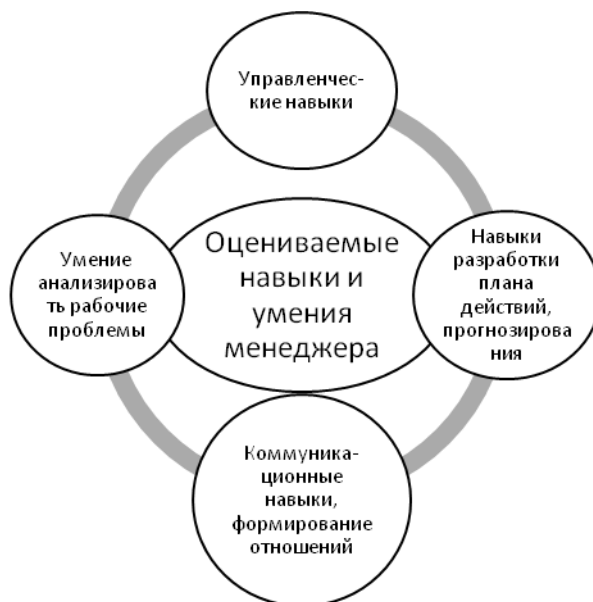 Управленчес-
кие навыки
Оцениваемые
навыки и
умения
менеджера
Умение
анализирова
ть рабочие
проблемы
Навыки
разработки
плана
действий,
прогнозирова
ния
Коммуника-
ционные
навыки,
формирование
отношений